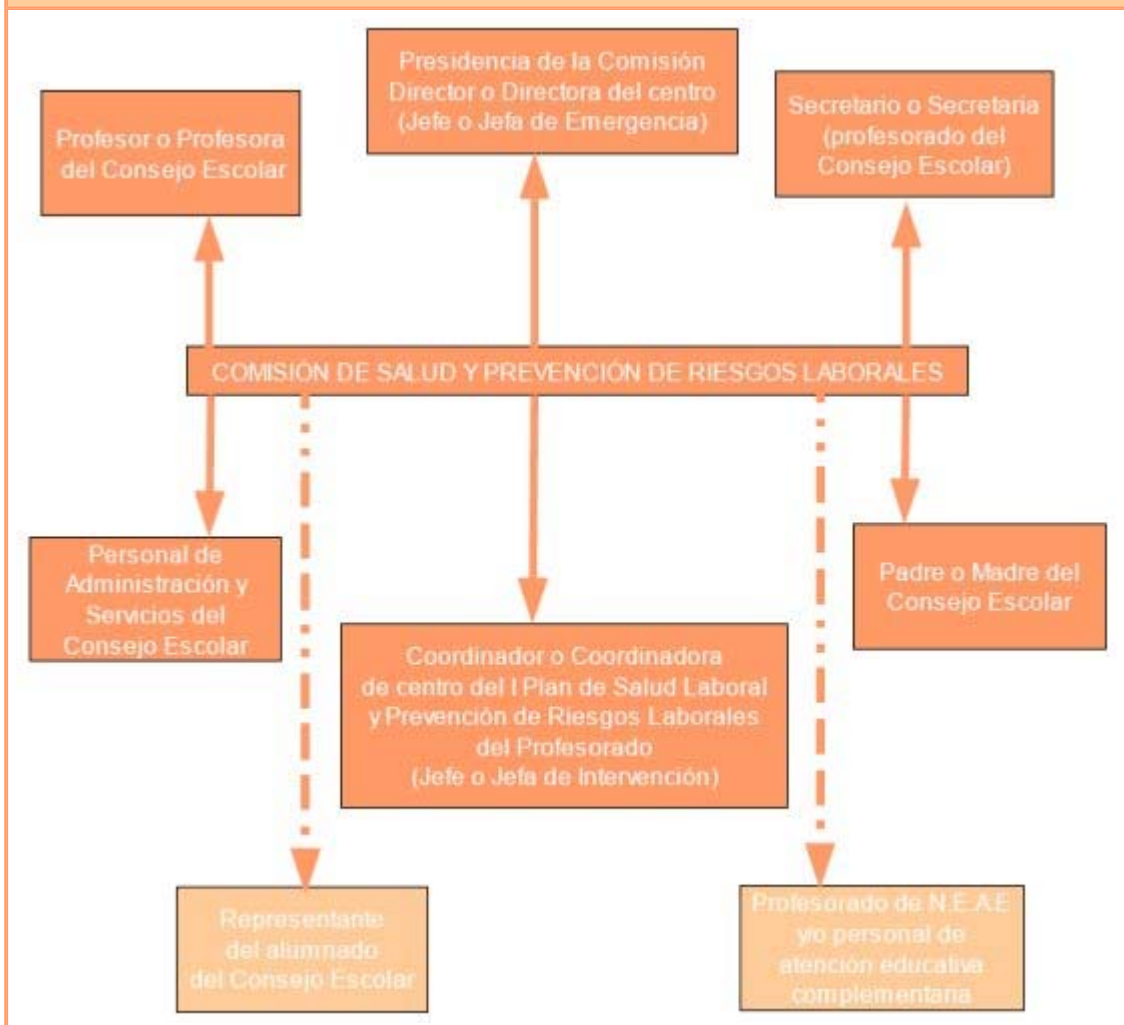 Presidencia de la Comisión
Director o Directora del centro
(Jefe o Jefa de Emergencia)
Profesor o Profesora
del Consejo Escolar
Secretario o Secretaria
(profesorado del
Consejo Escolar)
COMISIÓN DE SALUD Y PREVENCIÓN DE RIESGOS LABORALES
Personal de
Administración y
Servicios del
Consejo Escolar
Padre o Madre del
Consejo Escolar
Coordinador o Coordinadora
de centro del I Plan de Salud Laboral
y Prevención de Riesgos Laborales
del Profesorado
(Jefe o Jefa de Intervención)
Representante
del alumnado
del Consejo Escolar
Profesorado de N.E.A.E
y/o personal de
atención educativa
complementaria